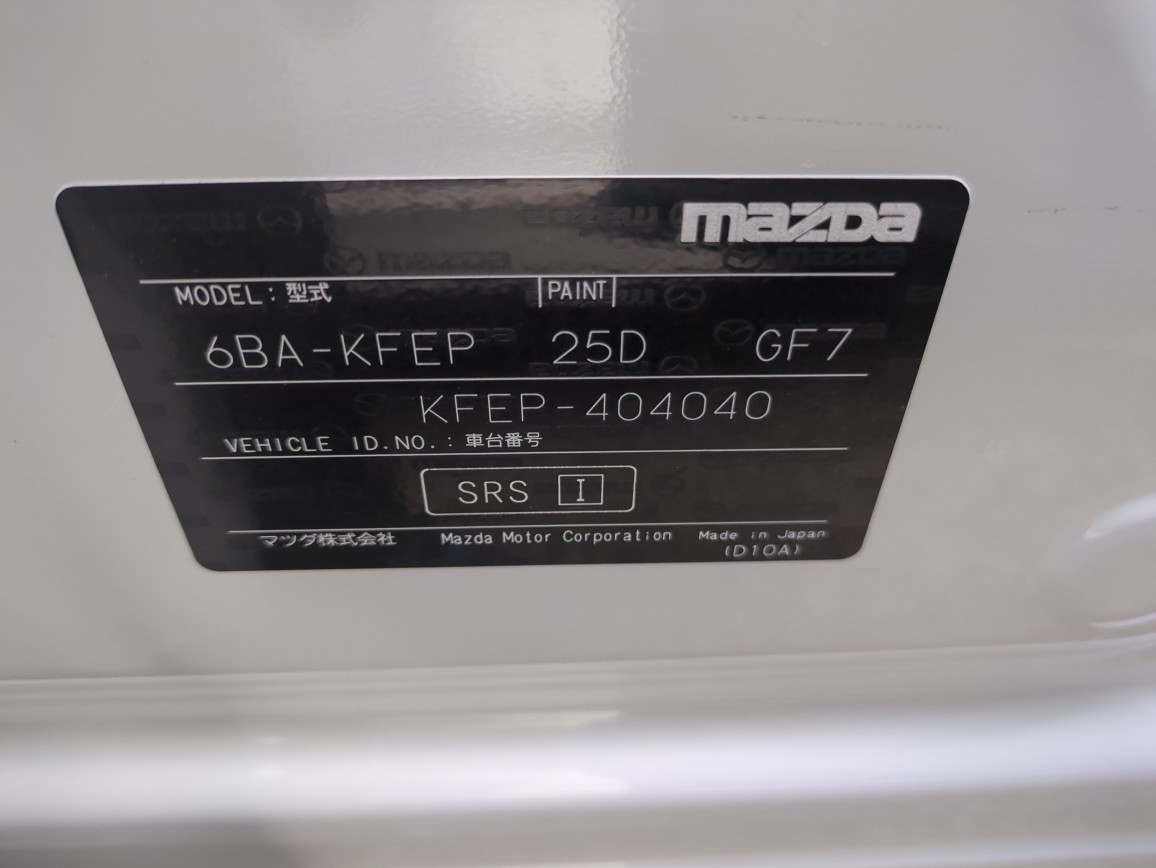 mazda
MODEL: 型式 PAINT
6BA-KFEP 25D GF7
KFEP-404040
VEHICLE ID.NO.: 車台番号
SRS I
マツダ株式会社 Mazda Motor Corporation Made in Japan
(D10A)